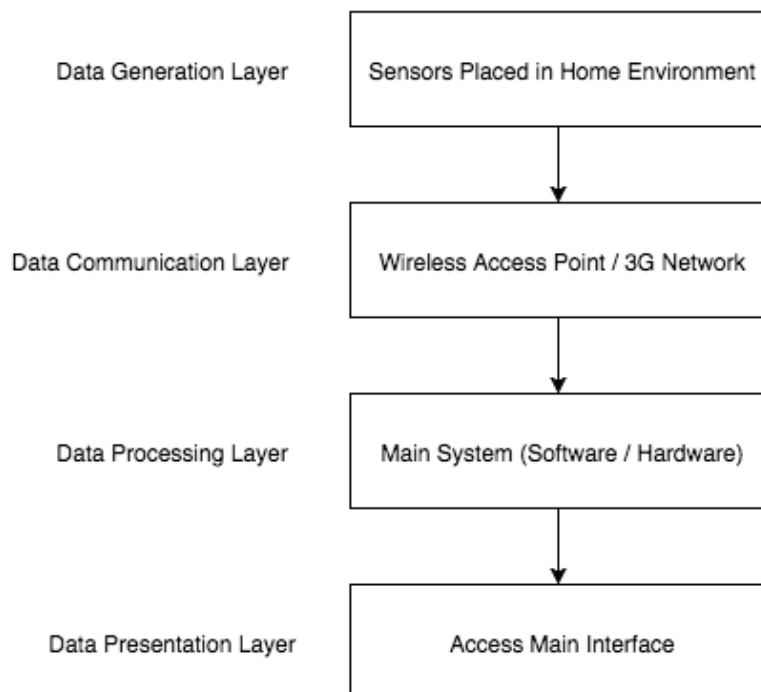 Data Generation Layer
Sensors Placed in Home Environment
Data Communication Layer
Wireless Access Point / 3G Network
Data Processing Layer
Main System (Software / Hardware)
Data Presentation Layer
Access Main Interface